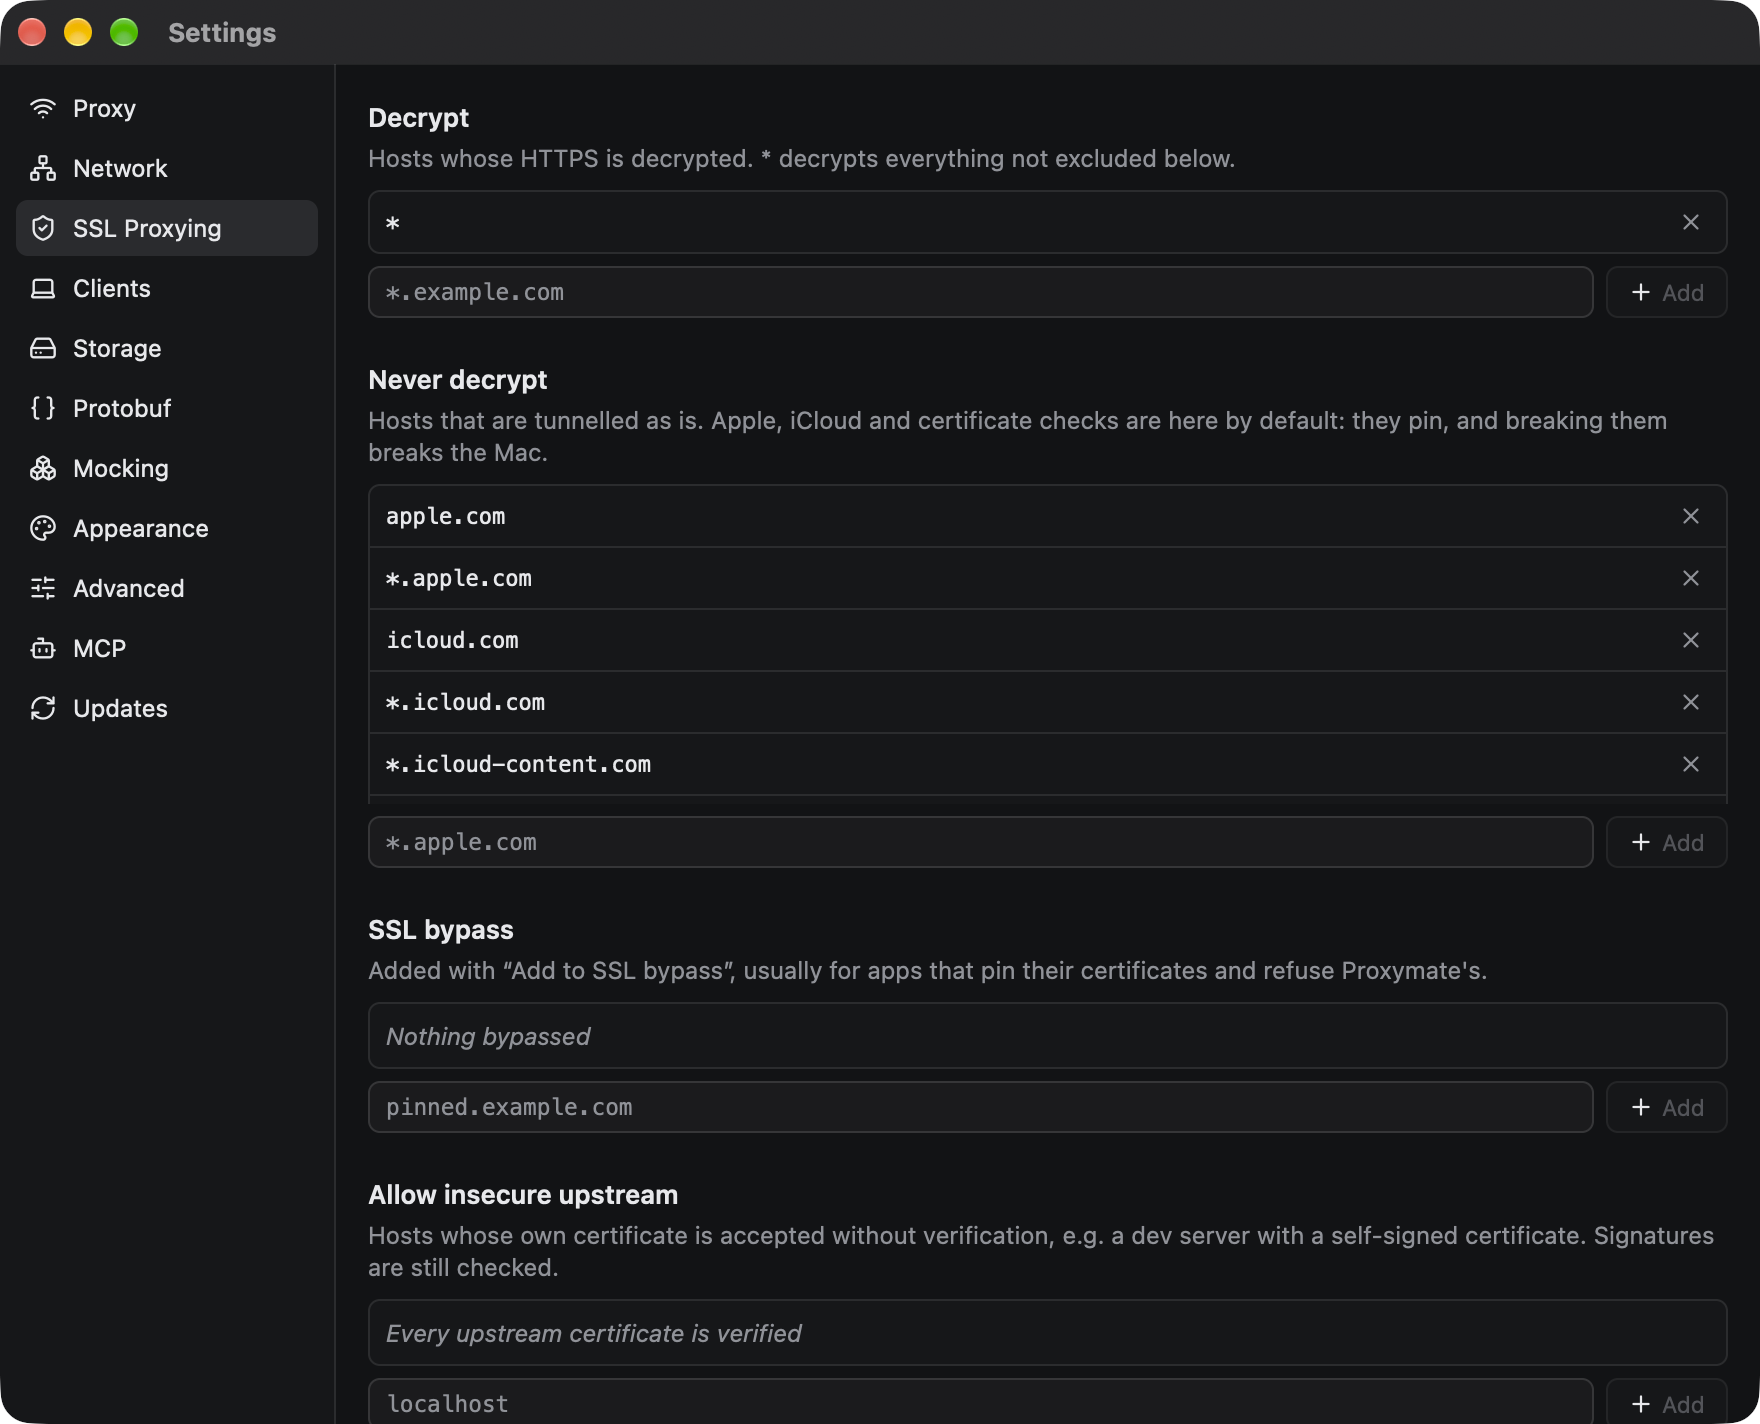 Settings
Proxy
Network
SSL Proxying
Clients
Storage
Protobuf
Mocking
Appearance
Advanced
MCP
Updates
Decrypt
Hosts whose HTTPS is decrypted. * decrypts everything not excluded below.
*
*.example.com
Add
Never decrypt
Hosts that are tunnelled as is. Apple, iCloud and certificate checks are here by default: they pin, and breaking them
breaks the Mac.
apple.com
*.apple.com
icloud.com
*.icloud.com
*.icloud-content.com
*.apple.com
Add
SSL bypass
Added with “Add to SSL bypass”, usually for apps that pin their certificates and refuse Proxymate's.
Nothing bypassed
pinned.example.com
Add
Allow insecure upstream
Hosts whose own certificate is accepted without verification, e.g. a dev server with a self-signed certificate. Signatures
are still checked.
Every upstream certificate is verified
localhost
Add